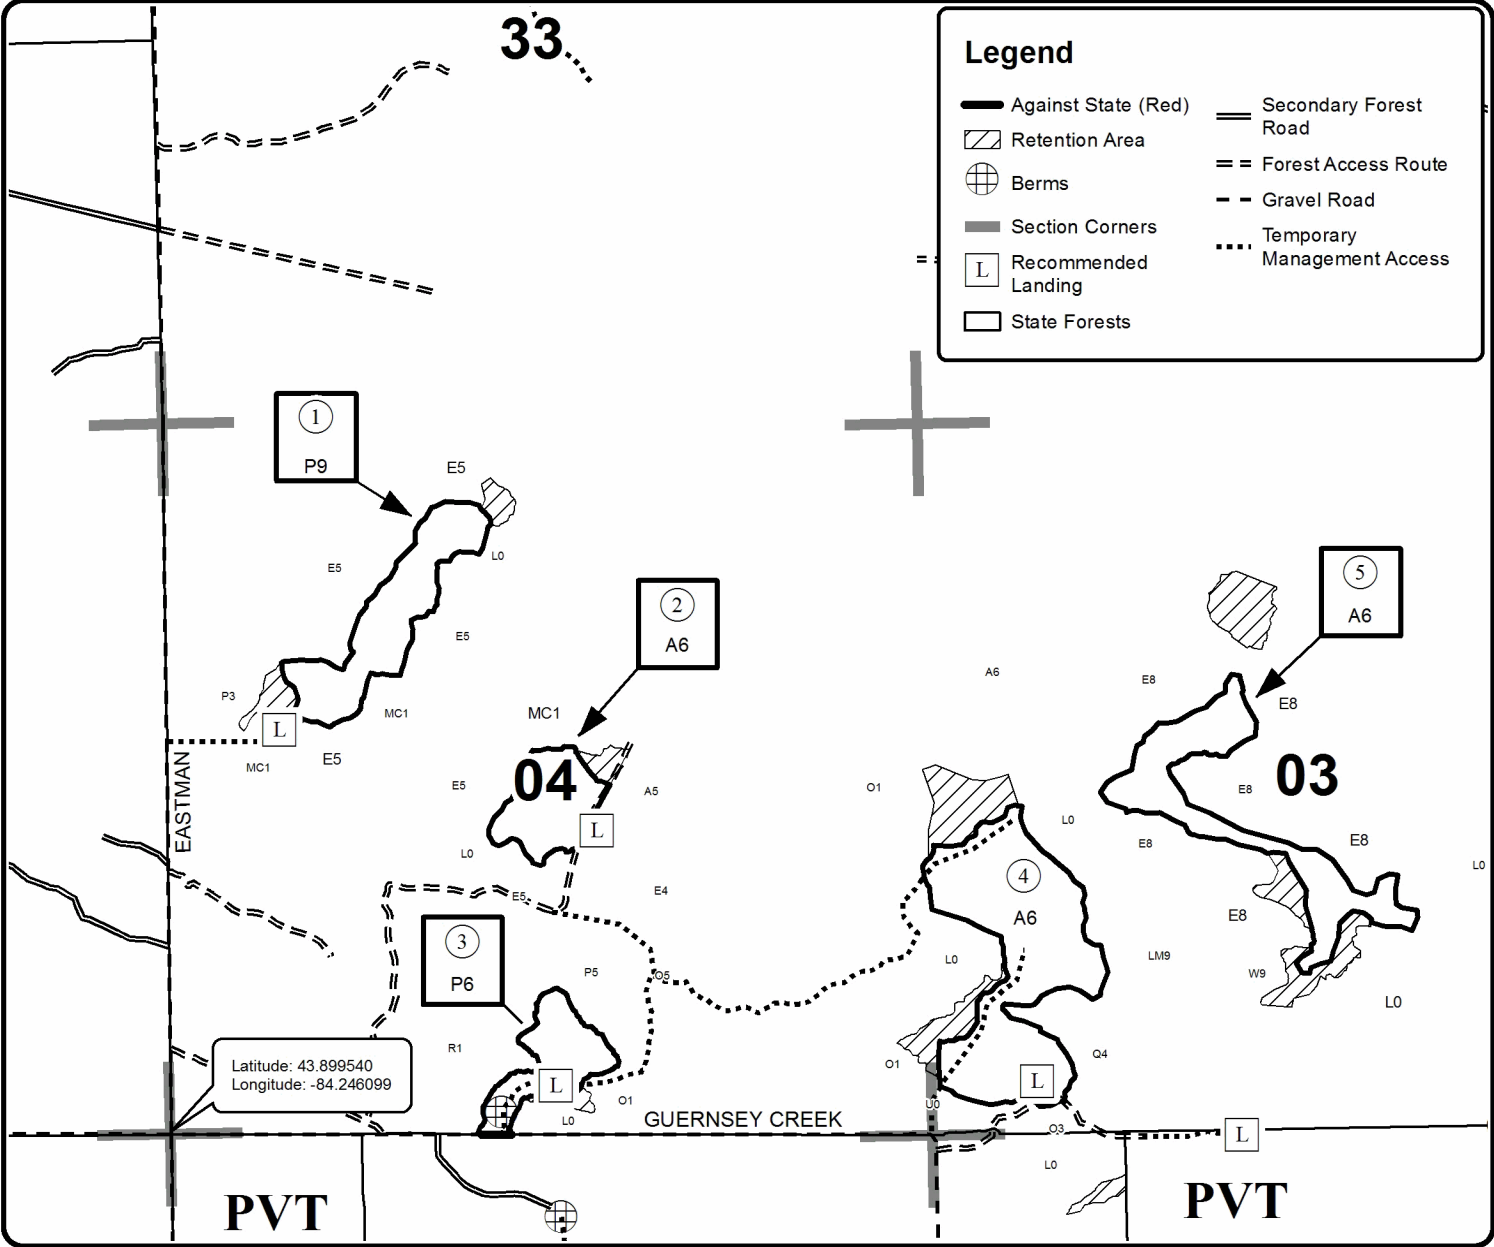 33
Legend
Against State (Red)
Retention Area
Berms
Section Corners
L
Recommended
Landing
State Forests
Secondary Forest
Road
Forest Access Route
Gravel Road
Temporary
Management Access
1
P9
E5
E5
L0
E5
P3
MC1
L
E5
MC1
EASTMAN
2
A6
MC1
04
E5
A5
L
L0
E5
E4
3
P6
P5
O5
R1
L
O1
L0
GUERNSEY CREEK
Latitude: 43.899540
Longitude: -84.246099
PVT
5
A6
A6
E8
E8
03
O1
E8
L0
E8
E8
L0
4
A6
E8
L0
LM9
W9
L0
O1
Q4
L
U0
O3
L
L0
PVT